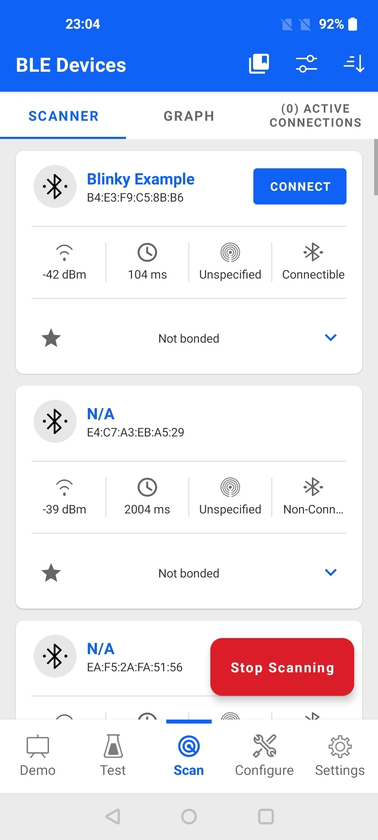 23:04
92%
BLE Devices
SCANNER
GRAPH
(0) ACTIVE
CONNECTIONS
Blinky Example
B4:E3:F9:C5:8B:B6
CONNECT
-42 dBm
104 ms
Unspecified
Connectible
Not bonded
N/A
E4:C7:A3:EB:A5:29
-39 dBm
2004 ms
Unspecified
Non-Conn…
Not bonded
N/A
EA:F5:2A:FA:51:56
Stop Scanning
Demo
Test
Scan
Configure
Settings